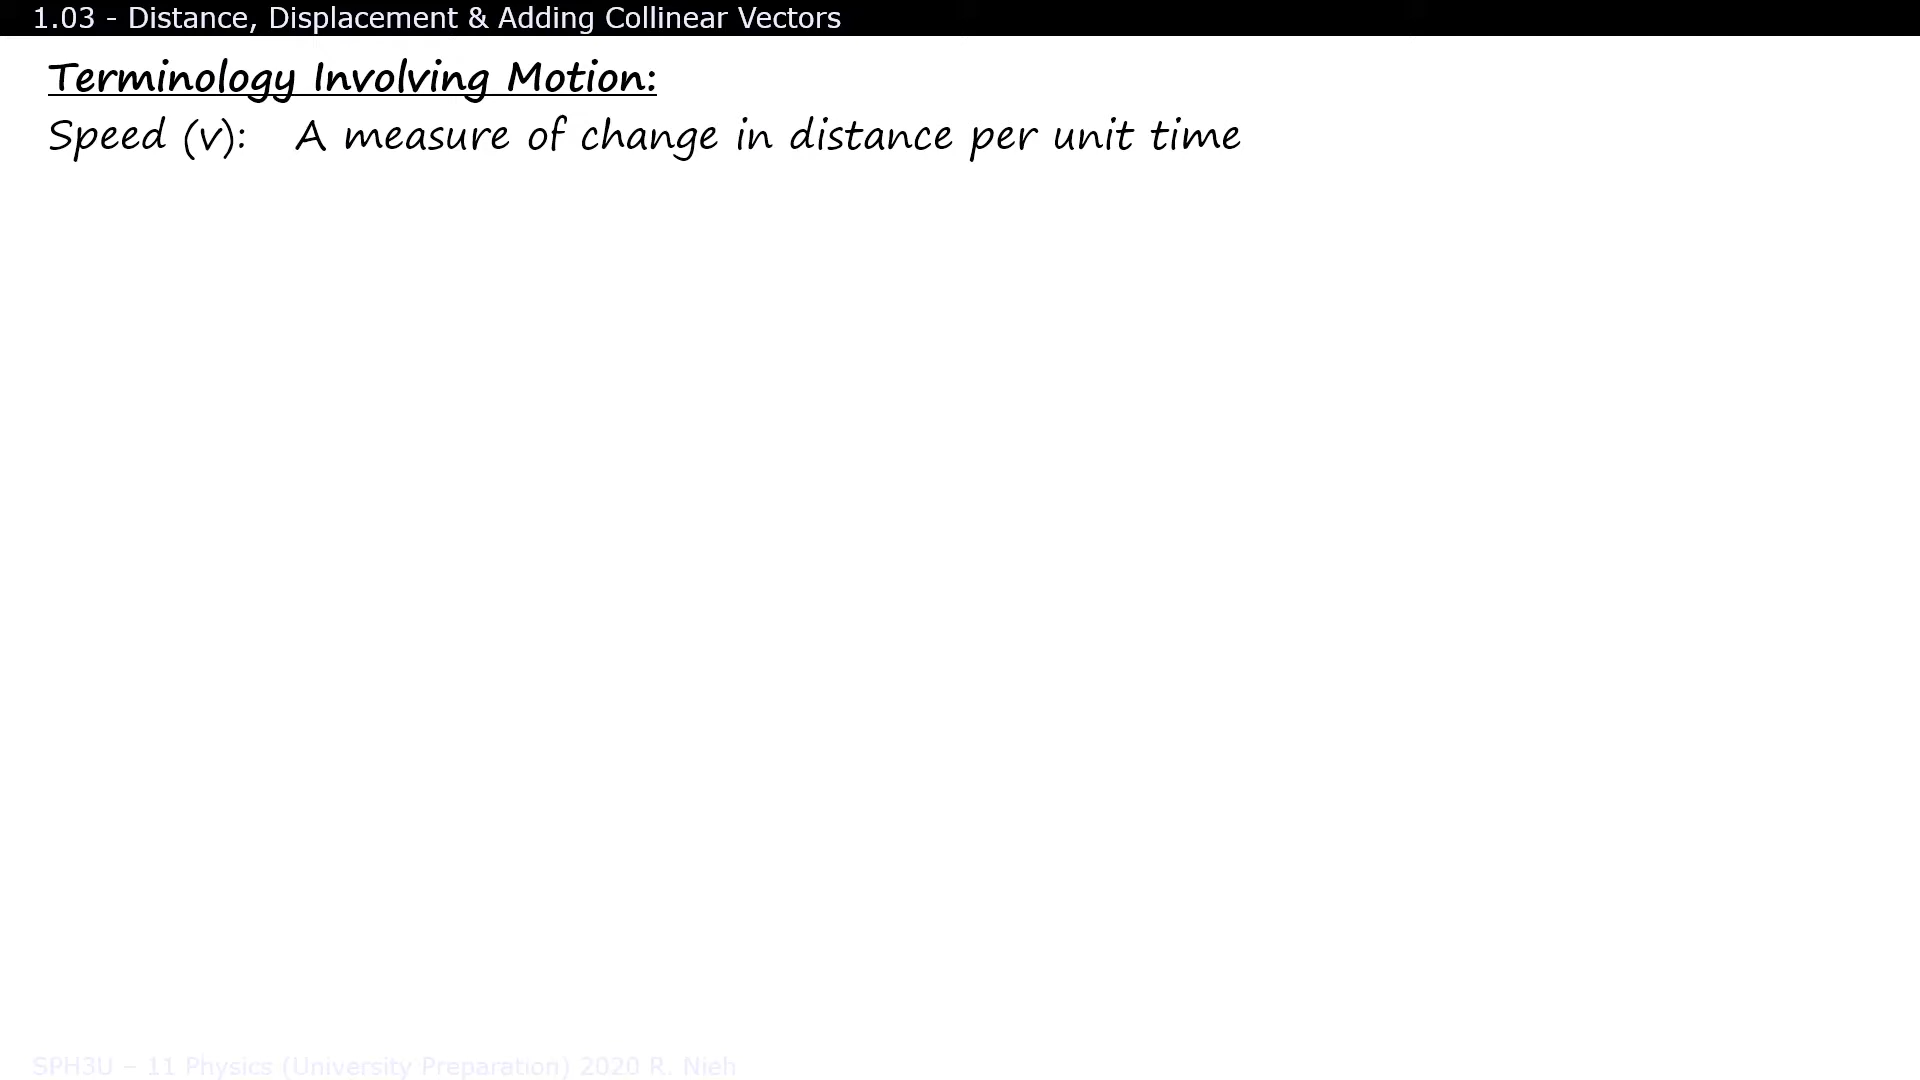 1.03 - Distance, Displacement & Adding Collinear Vectors
Terminology Involving Motion:
Speed (v): A measure of change in distance per unit time
SPH3U – 11 Physics (University Preparation) 2020 R. Nieh